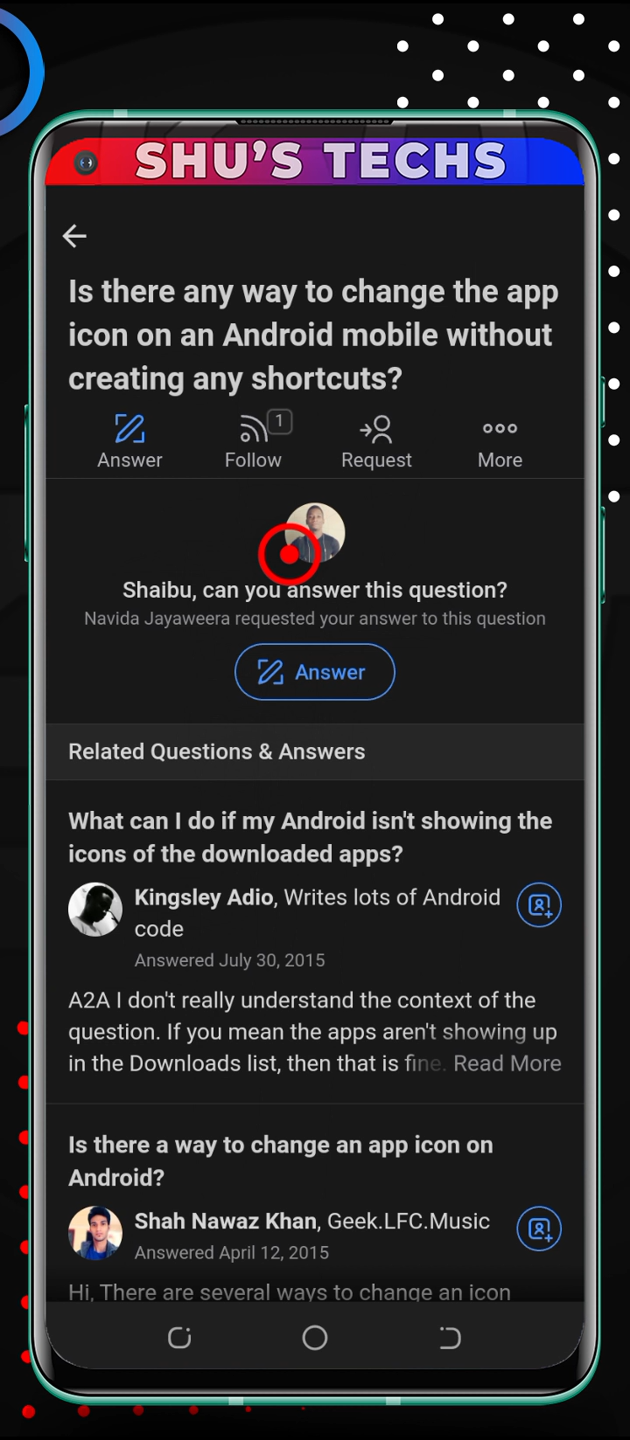 SHU'S TECHS
Is there any way to change the app
icon on an Android mobile without
creating any shortcuts?
1
Answer
Follow
Request
More
Shaibu, can you answer this question?
Navida Jayaweera requested your answer to this question
Answer
Related Questions & Answers
What can I do if my Android isn't showing the
icons of the downloaded apps?
Kingsley Adio, Writes lots of Android
code
Answered July 30, 2015
A2A I don't really understand the context of the
question. If you mean the apps aren't showing up
in the Downloads list, then that is fine. Read More
Is there a way to change an app icon on
Android?
Shah Nawaz Khan, Geek.LFC.Music
Answered April 12, 2015
Hi, There are several ways to change an icon